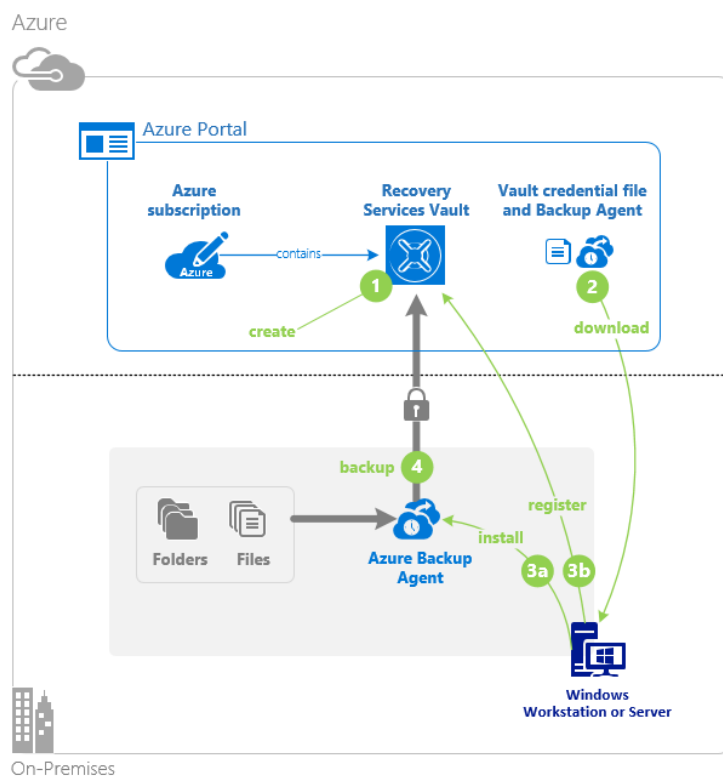 Azure
Azure Portal
Azure
subscription
Recovery
Services Vault
Vault credential file
and Backup Agent
contains
Azure
1
2
create
download
backup
4
register
install
Folders
Files
Azure Backup
Agent
3a
3b
Windows
Workstation or Server
On-Premises